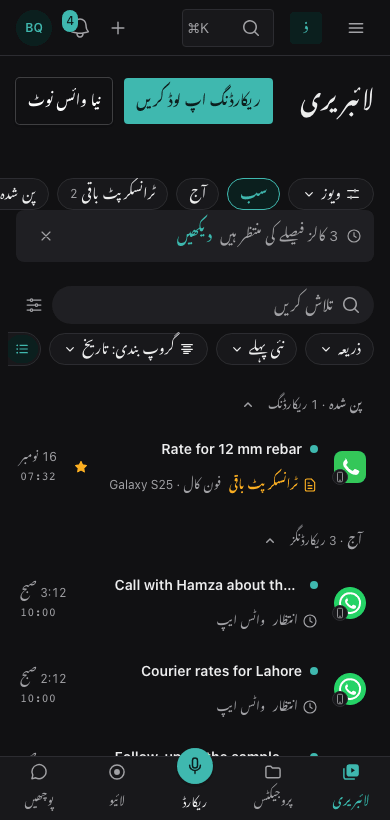 ذ
⌘K
4
BQ
لائبریری
ریکارڈنگ اپ لوڈ کریں
نیا وائس نوٹ
ویوز
سب
آج
ٹرانسکرپٹ باقی 2
پن شدہ
3 کالز فیصلے کی منتظر ہیں دیکھیں
تلاش کریں
ذریعہ
نئی پہلے
گروپ بندی: تاریخ
پن شدہ · 1 ریکارڈنگ
Rate for 12 mm rebar
16 نومبر
ٹرانسکرپٹ باقی فون کال · Galaxy S25
07:32
آج · 3 ریکارڈنگز
Call with Hamza about th...
3:12 صبح
انتظار واٹس ایپ
10:00
Courier rates for Lahore
2:12 صبح
انتظار واٹس ایپ
10:00
لائبریری
پروجیکٹس
ریکارڈ
لائیو
پوچھیں